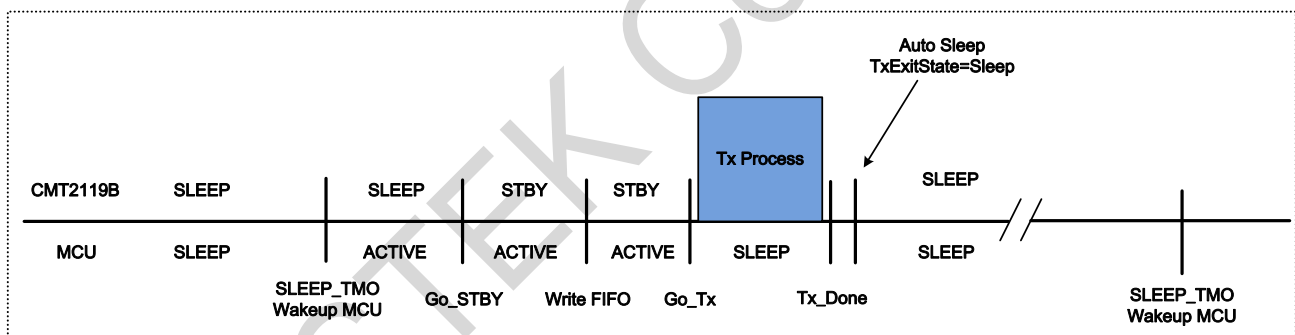 Auto Sleep
TxExitState=Sleep
Tx Process
CMT2119B SLEEP SLEEP STBY STBY SLEEP
MCU SLEEP ACTIVE ACTIVE ACTIVE SLEEP SLEEP
SLEEP_TMO Go_STBY Write FIFO Go_Tx Tx_Done SLEEP_TMO
Wakeup MCU Wakeup MCU